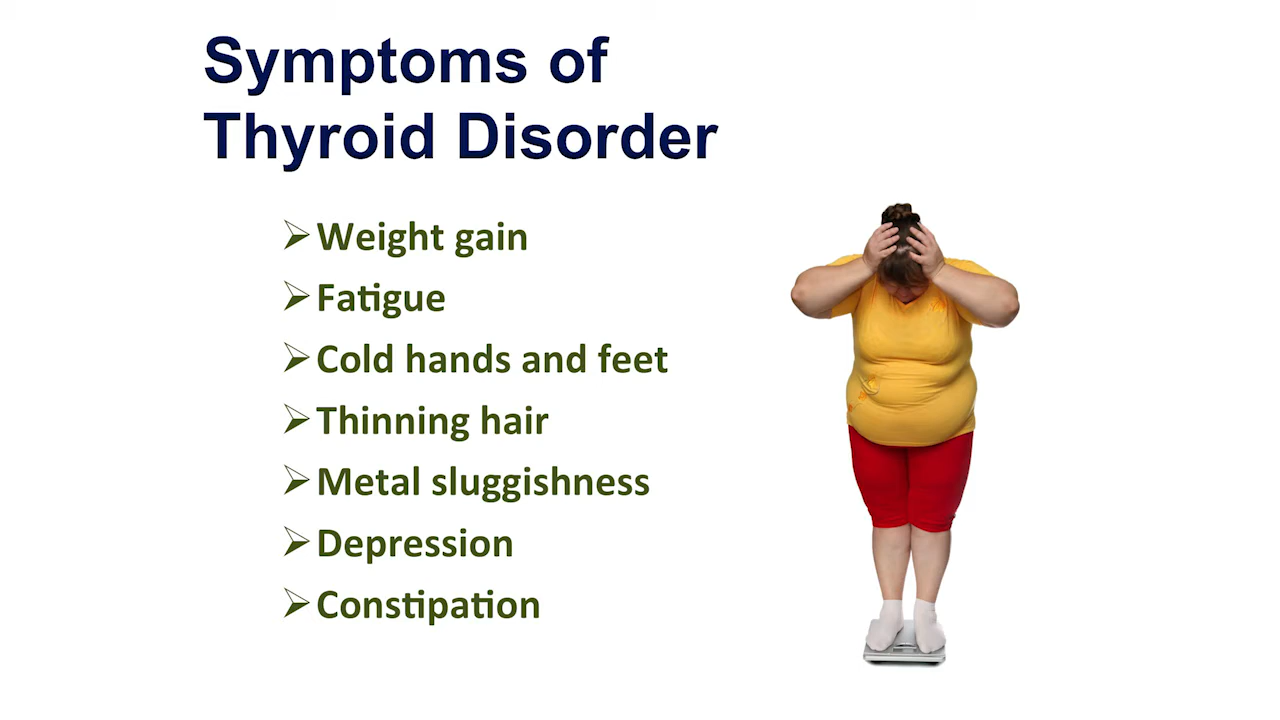 Symptoms of
Thyroid Disorder
Weight gain
Fatigue
Cold hands and feet
Thinning hair
Metal sluggishness
Depression
Constipation